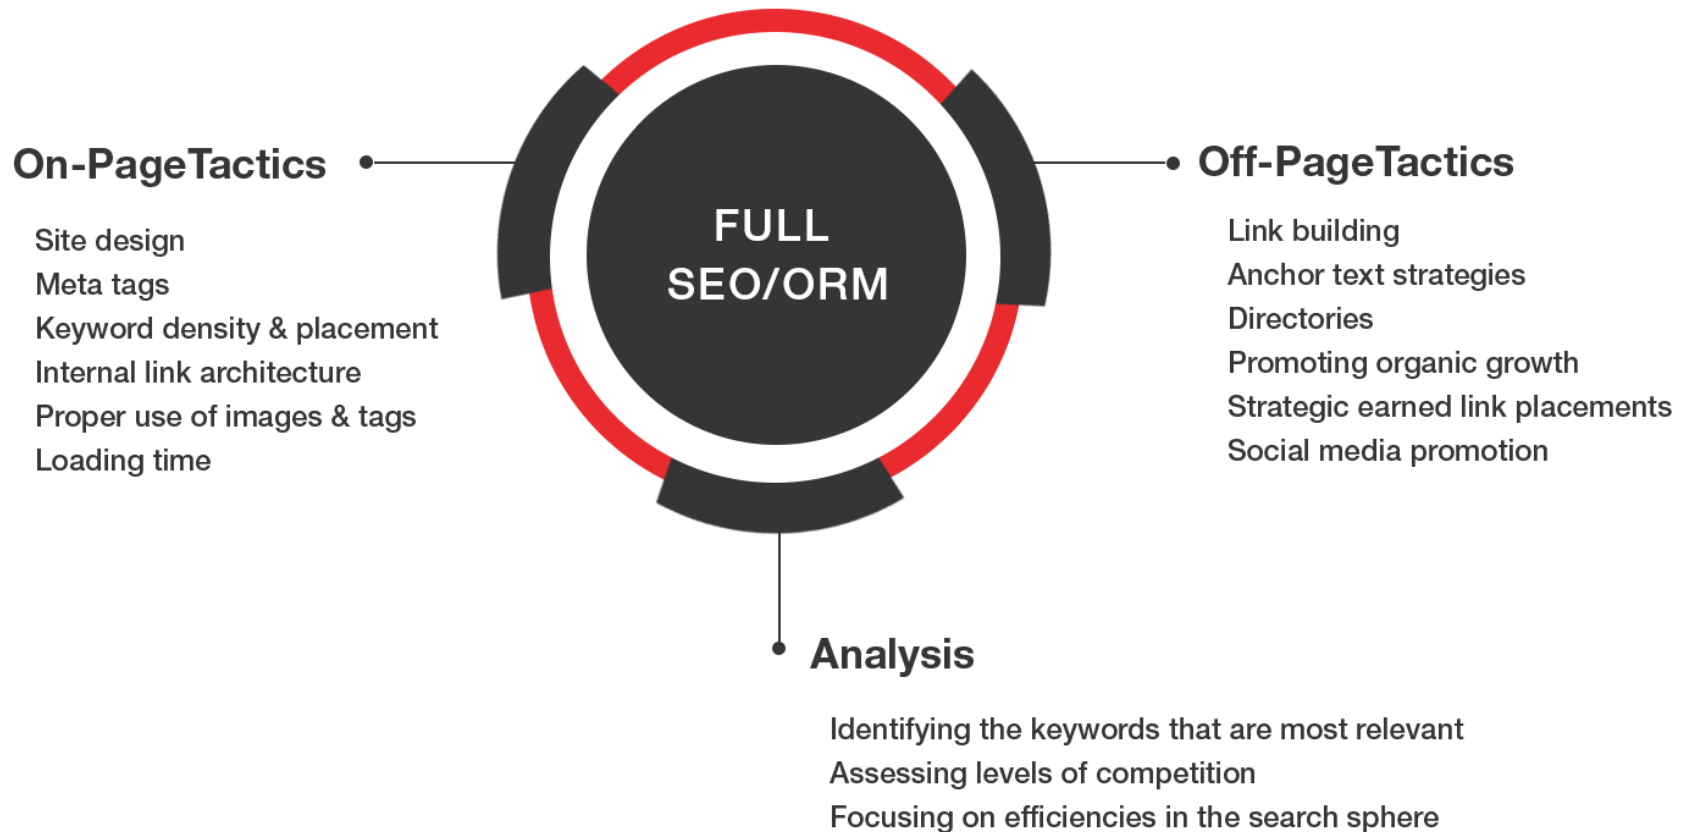 On-PageTactics
Site design
Meta tags
Keyword density & placement
Internal link architecture
Proper use of images & tags
Loading time
FULL
SEO/ORM
Off-PageTactics
Link building
Anchor text strategies
Directories
Promoting organic growth
Strategic earned link placements
Social media promotion
Analysis
Identifying the keywords that are most relevant
Assessing levels of competition
Focusing on efficiencies in the search sphere